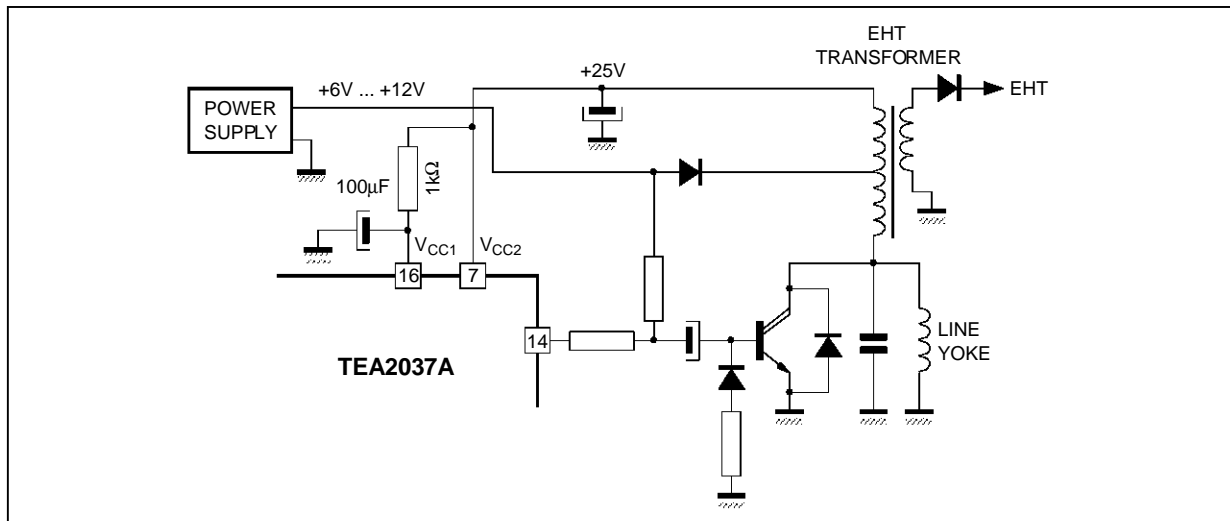 EHT
TRANSFORMER
+25V
EHT
+6V ... +12V
POWER
SUPPLY
100μF
1kΩ
VCC1
VCC2
16
7
14
TEA2037A
LINE
YOKE